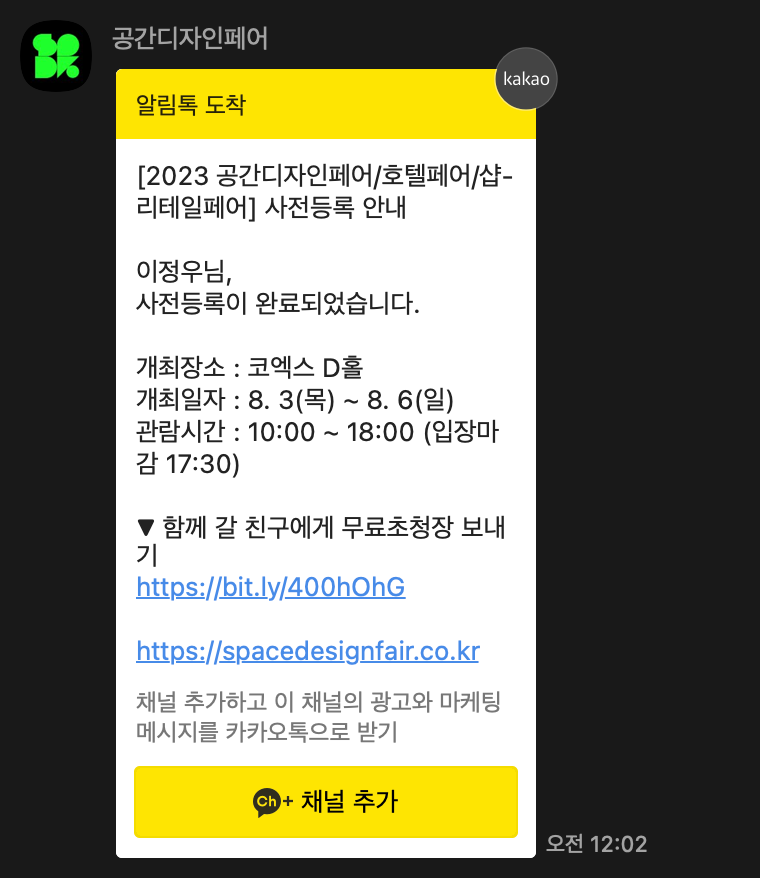 공간디자인페어
kakao
알림톡 도착
[2023 공간디자인페어/호텔페어/샵-
리테일페어] 사전등록 안내
이정우님,
사전등록이 완료되었습니다.
개최장소 : 코엑스 D홀
개최일자 : 8. 3(목) ~ 8. 6(일)
관람시간 : 10:00 ~ 18:00 (입장마
감 17:30)
▼ 함께 갈 친구에게 무료초청장 보내
기
https://bit.ly/400hOhG
https://spacedesignfair.co.kr
채널 추가하고 이 채널의 광고와 마케팅
메시지를 카카오톡으로 받기
Ch+ 채널 추가
오전 12:02